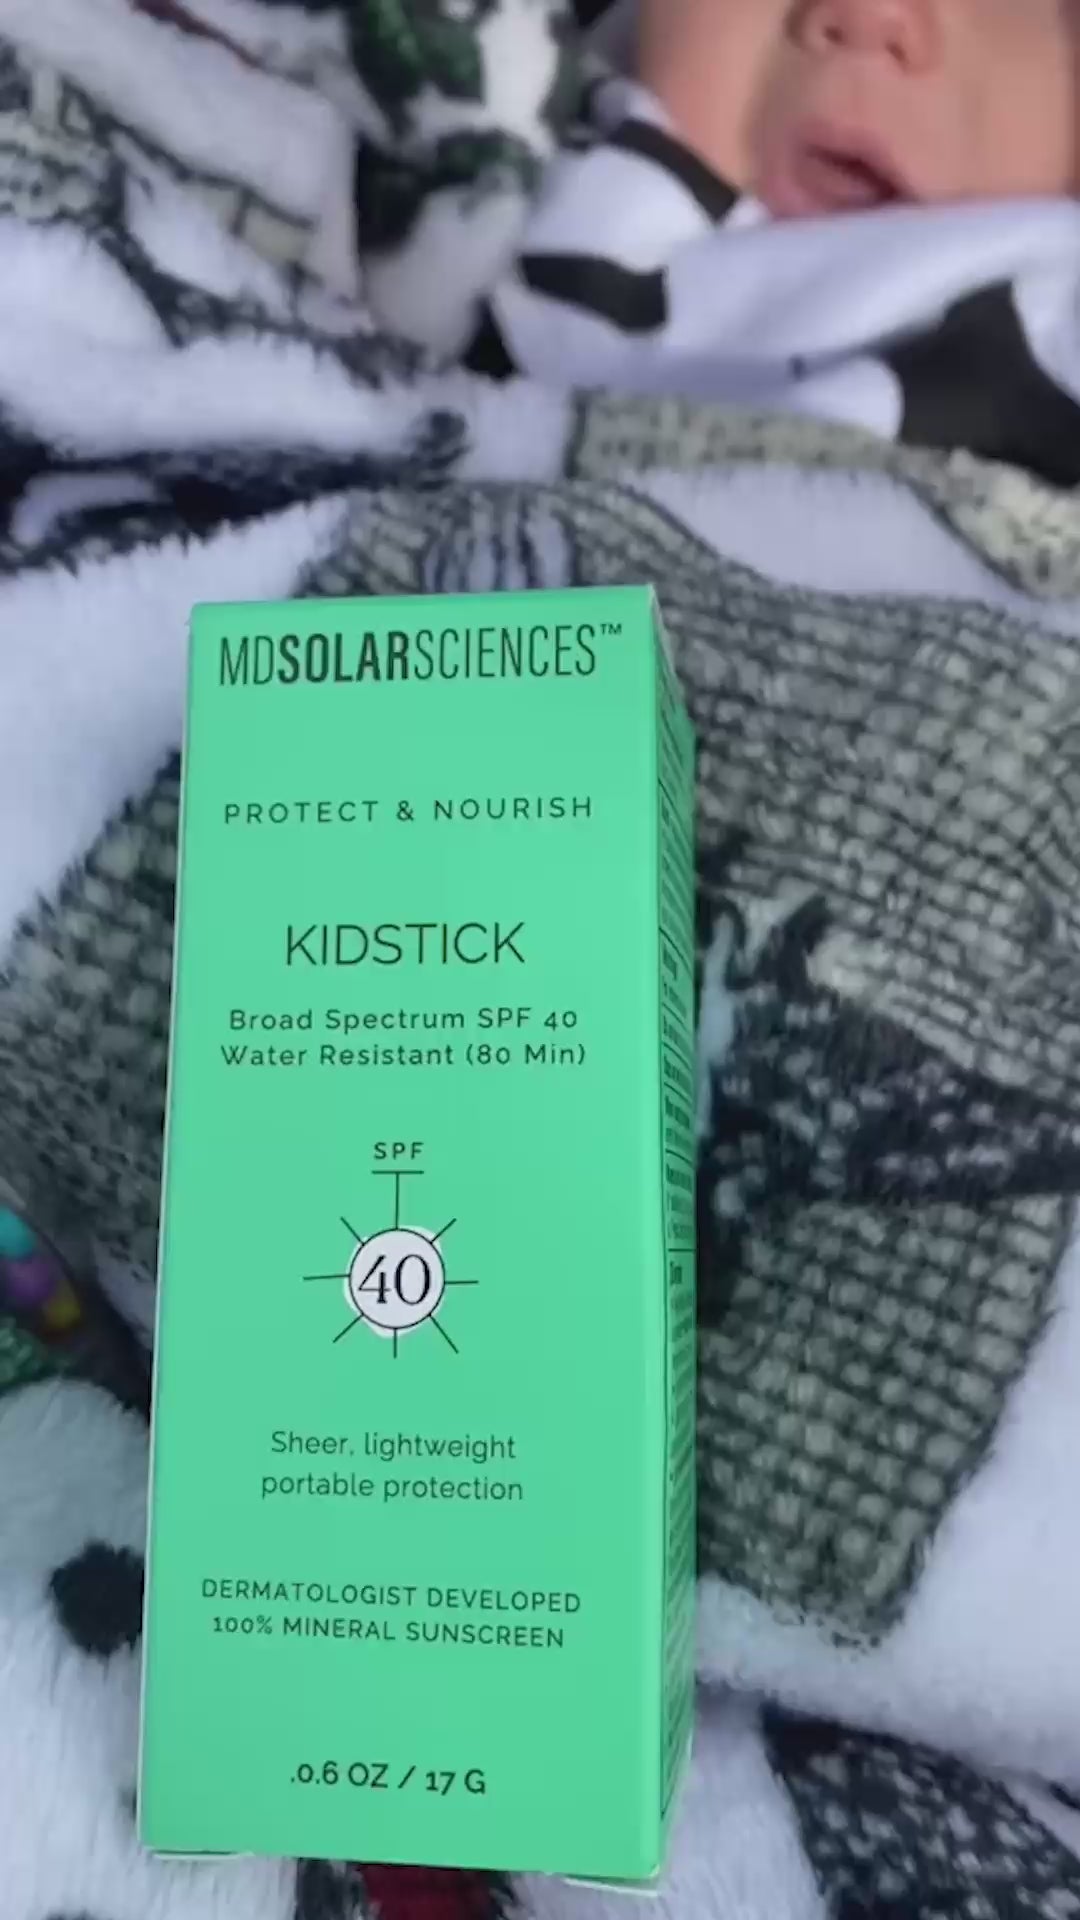 MDSOLARSCIENCES™
PROTECT & NOURISH
KIDSTICK
Broad Spectrum SPF 40
Water Resistant (80 Min)
SPF
40
Sheer, lightweight
portable protection
DERMATOLOGIST DEVELOPED
100% MINERAL SUNSCREEN
.0.6 OZ / 17 G